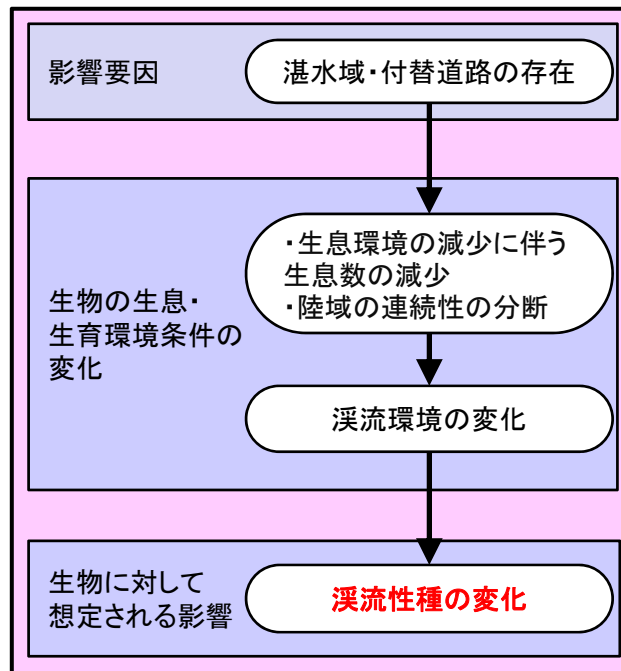 影響要因
湛水域・付替道路の存在
生物の生息・
生育環境条件の
変化
・生息環境の減少に伴う
生息数の減少
・陸域の連続性の分断
渓流環境の変化
生物に対して
想定される影響
渓流性種の変化